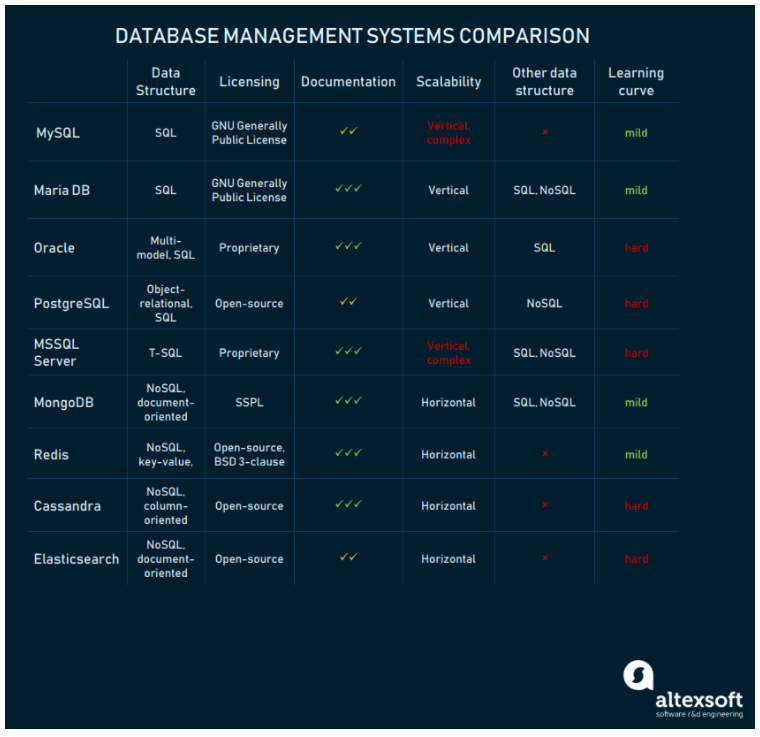 DATABASE MANAGEMENT SYSTEMS COMPARISON
Data Structure Licensing Documentation Scalability Other data structure Learning curve
MySQL SQL GNU Generally Public License ✓✓ Vertical, complex × mild
Maria DB SQL GNU Generally Public License ✓✓✓ Vertical SQL, NoSQL mild
Oracle Multi-model, SQL Proprietary ✓✓✓ Vertical SQL hard
PostgreSQL Object-relational, SQL Open-source ✓✓ Vertical NoSQL hard
MSSQL Server T-SQL Proprietary ✓✓✓ Vertical, complex SQL, NoSQL hard
MongoDB NoSQL, document-oriented SSPL ✓✓✓ Horizontal SQL, NoSQL mild
Redis NoSQL, key-value, Open-source, BSD 3-clause ✓✓✓ Horizontal × mild
Cassandra NoSQL, column-oriented Open-source ✓✓✓ Horizontal × hard
Elasticsearch NoSQL, document-oriented Open-source ✓✓ Horizontal × hard
altexsoft
software r&d engineering